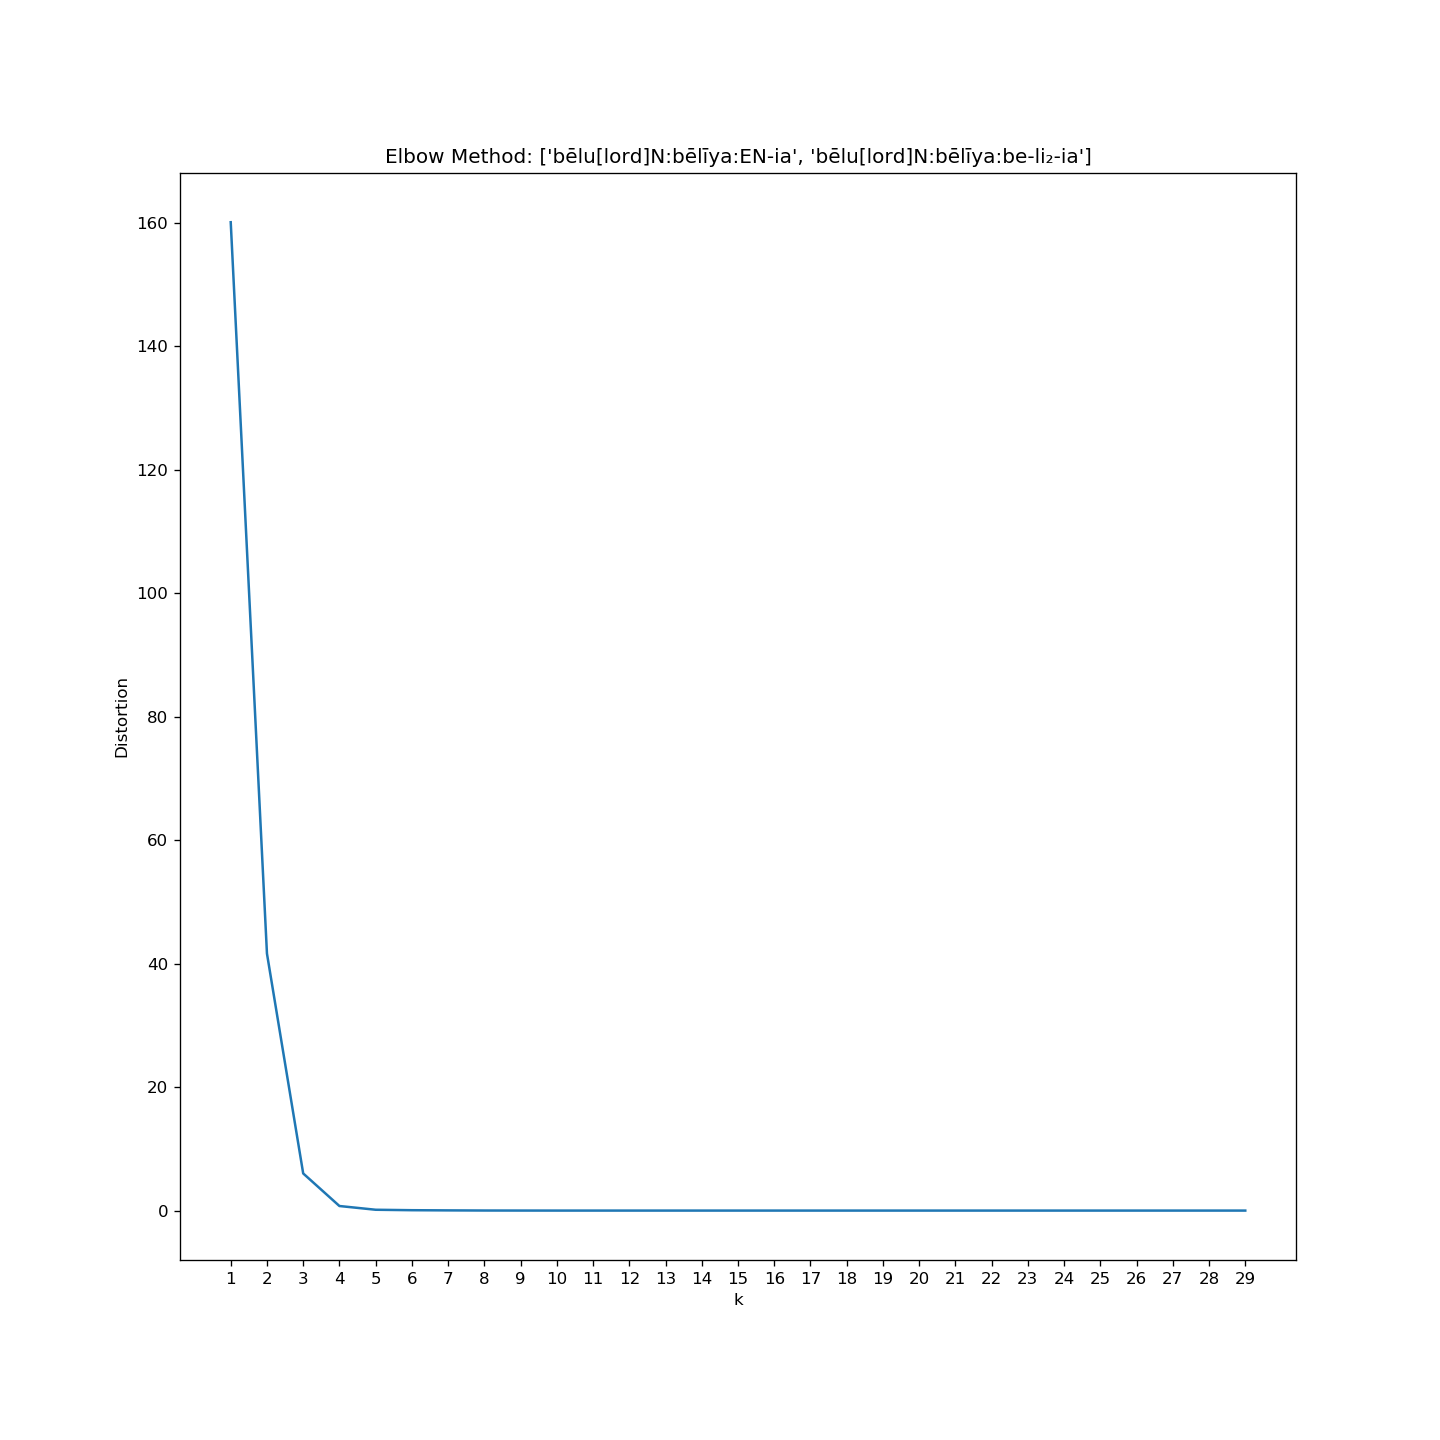 Elbow Method: ['bēlu[lord]N:bēlīya:EN-ia', 'bēlu[lord]N:bēlīya:be-li₂-ia']
160
140
120
100
80
60
40
20
0
Distortion
1 2 3 4 5 6 7 8 9 10 11 12 13 14 15 16 17 18 19 20 21 22 23 24 25 26 27 28 29
k